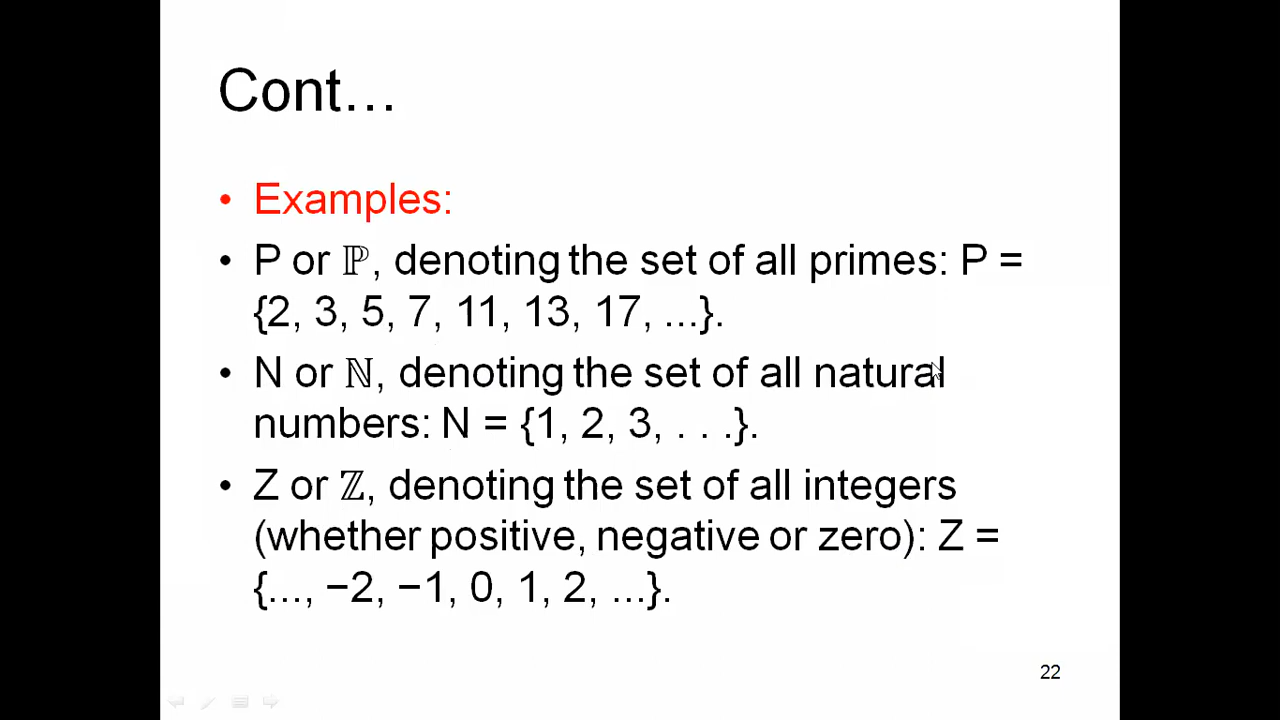 Cont…
• Examples:
• P or ℙ, denoting the set of all primes: P =
{2, 3, 5, 7, 11, 13, 17, ...}.
• N or ℕ, denoting the set of all natural
numbers: N = {1, 2, 3, . . .}.
• Z or ℤ, denoting the set of all integers
(whether positive, negative or zero): Z =
{..., −2, −1, 0, 1, 2, ...}.
22